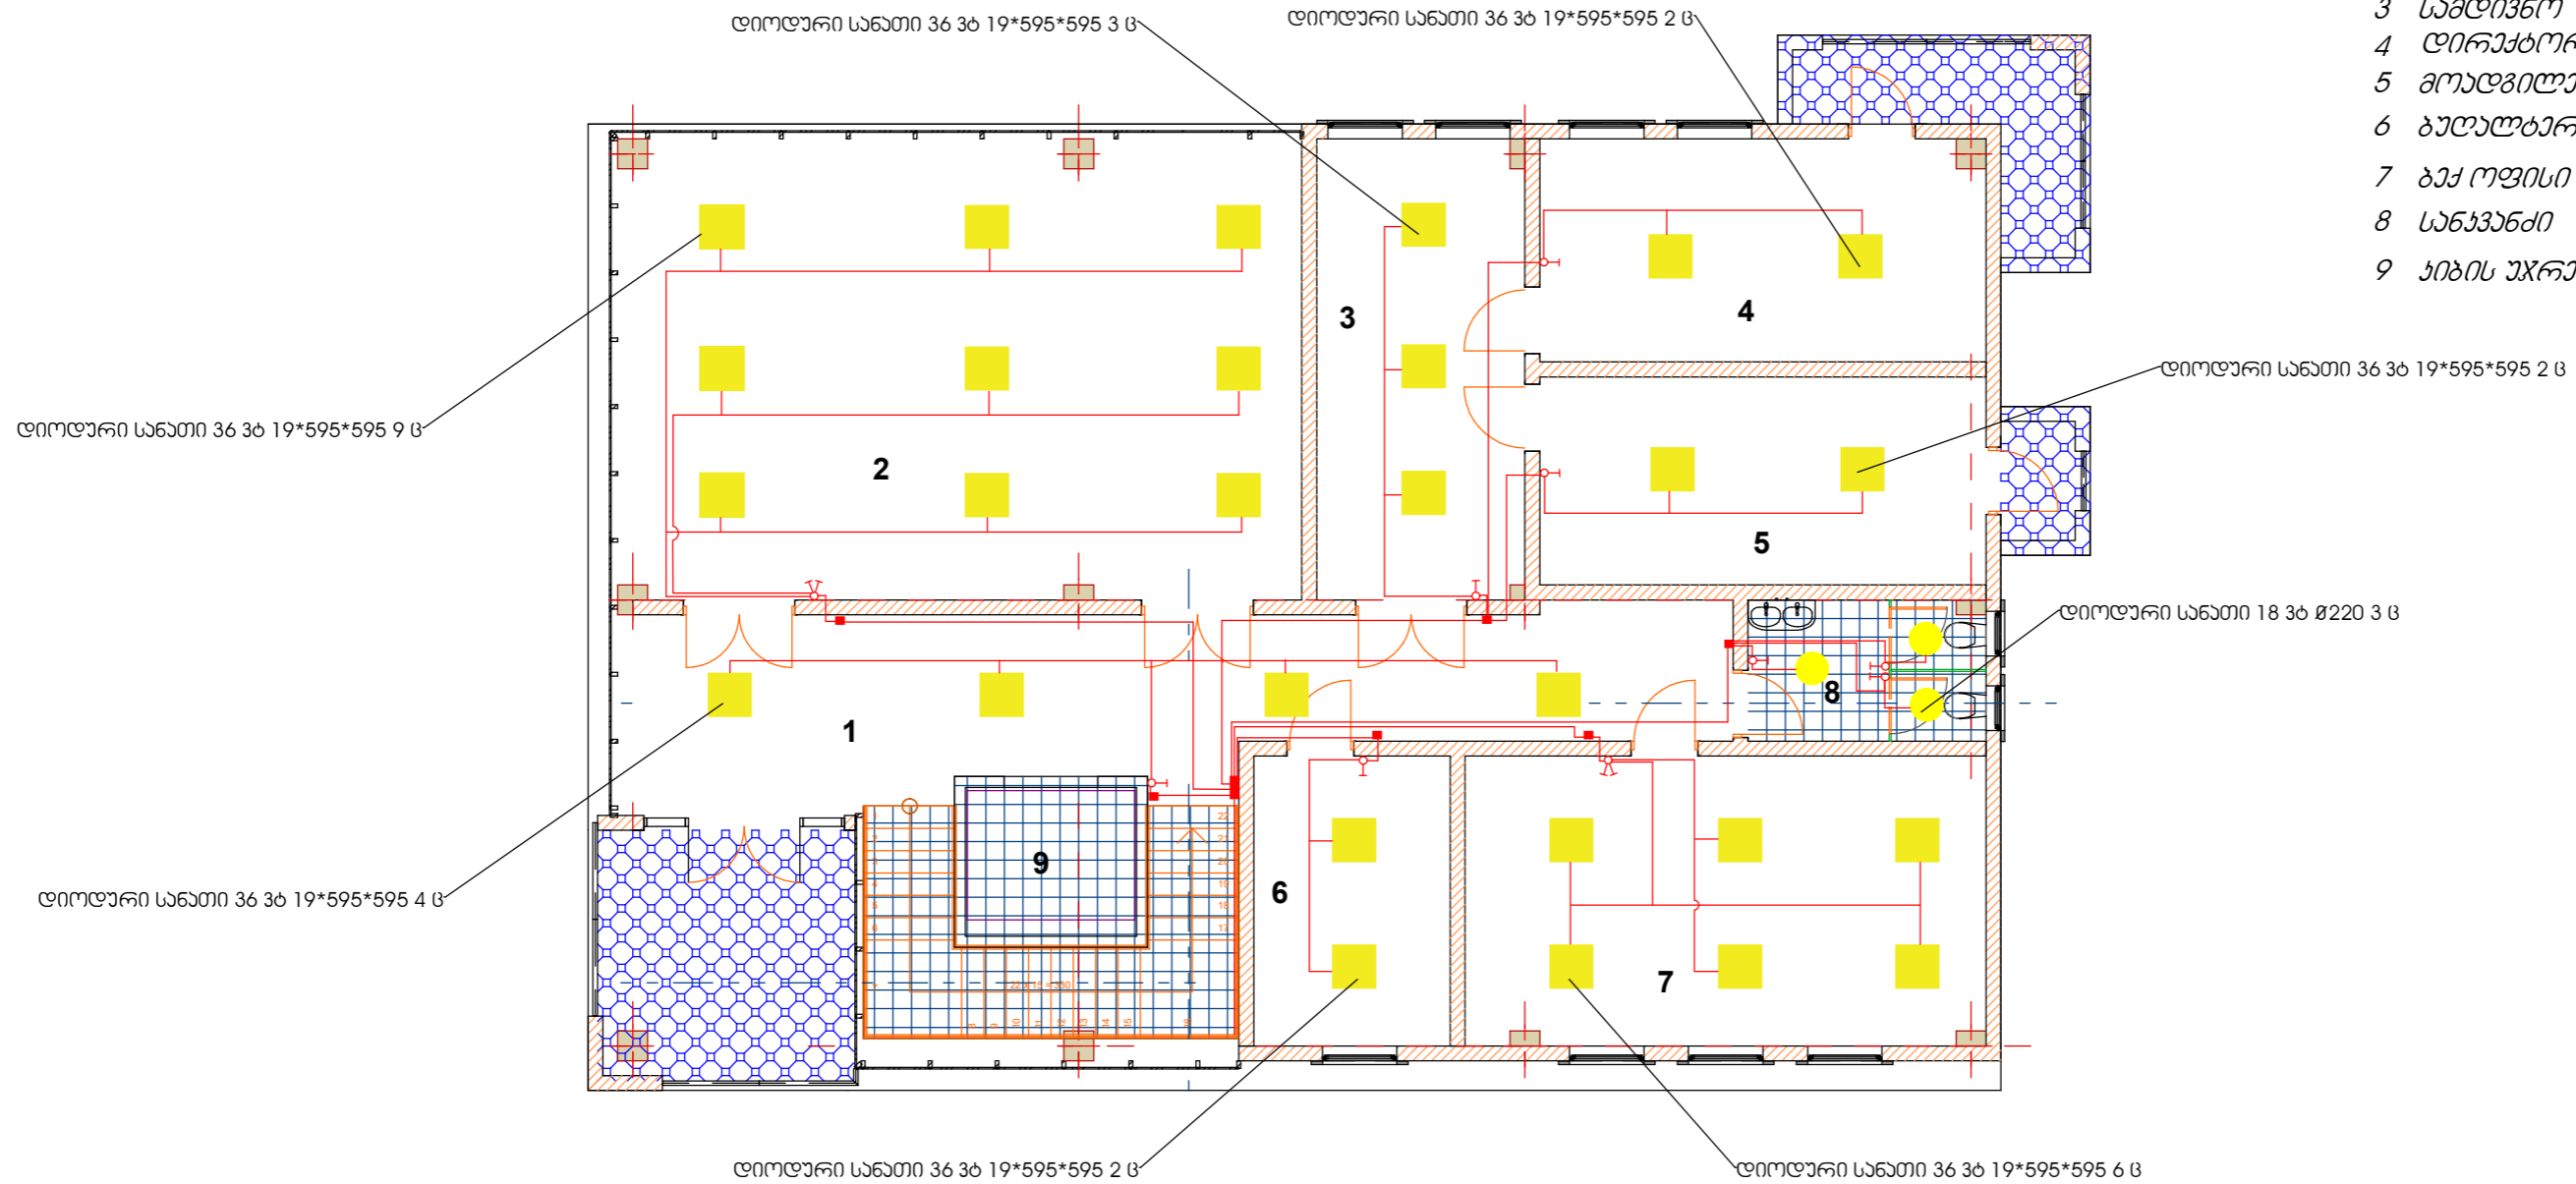 დიოდური სანათი 36 ვტ 19*595*595 3 ც
დიოდური სანათი 36 ვტ 19*595*595 2 ც
3 სამდივნო
4
5
6
7 ბექ ოფისი
8 სანკვანძი
9 კიბის
დიოდური სანათი 36 ვტ 19*595*595 2 ც
დიოდური სანათი 36 ვტ 19*595*595 9 ც
დიოდური სანათი 18 ვტ Ø220 3 ც
დიოდური სანათი 36 ვტ 19*595*595 4 ც
დიოდური სანათი 36 ვტ 19*595*595 2 ც
დიოდური სანათი 36 ვტ 19*595*595 6 ც
3
4
2
5
8
1
9
6
7